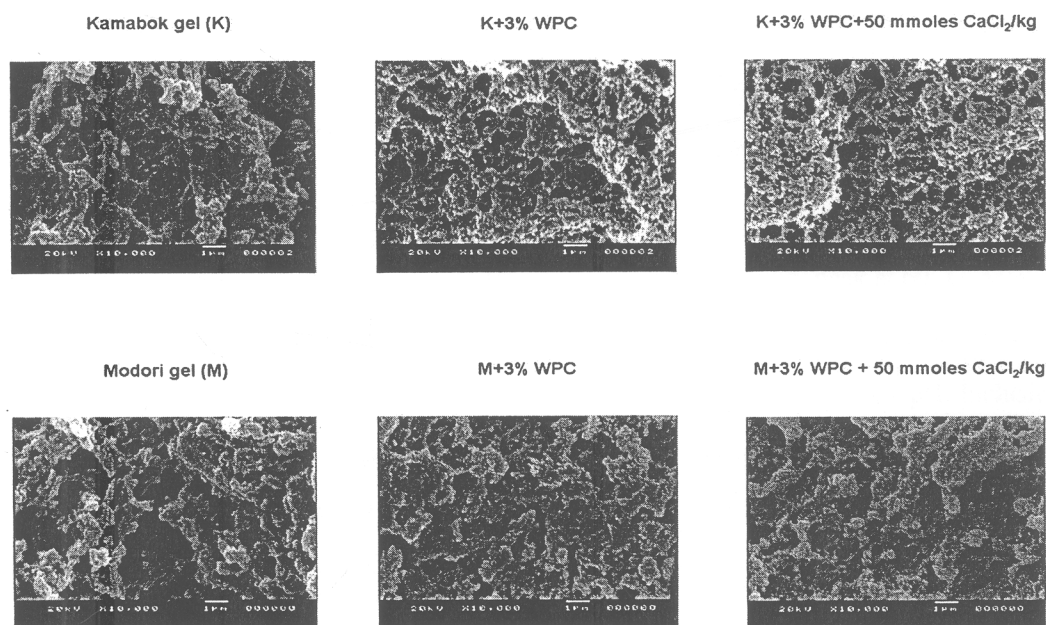 Kamabok gel (K)
K+3% WPC
K+3% WPC+50 mmoles CaCl₂/kg
20kV X10,000 1µm 000002
20kV X10,000 1µm 000002
20kV X10,000 1µm 000002
Modori gel (M)
M+3% WPC
M+3% WPC + 50 mmoles CaCl₂/kg
20kV X10,000 1µm 000000
20kV X10,000 1µm 000000
20kV X10,000 1µm 000000